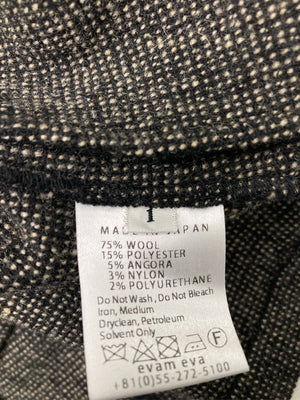 1
MADE IN JAPAN
75% WOOL
15% POLYESTER
5% ANGORA
3% NYLON
2% POLYURETHANE
Do Not Wash , Do Not Bleach
Iron, Medium
Dryclean, Petroleum
Solvent Only
F
evam eva
+81(0)55-272-5100